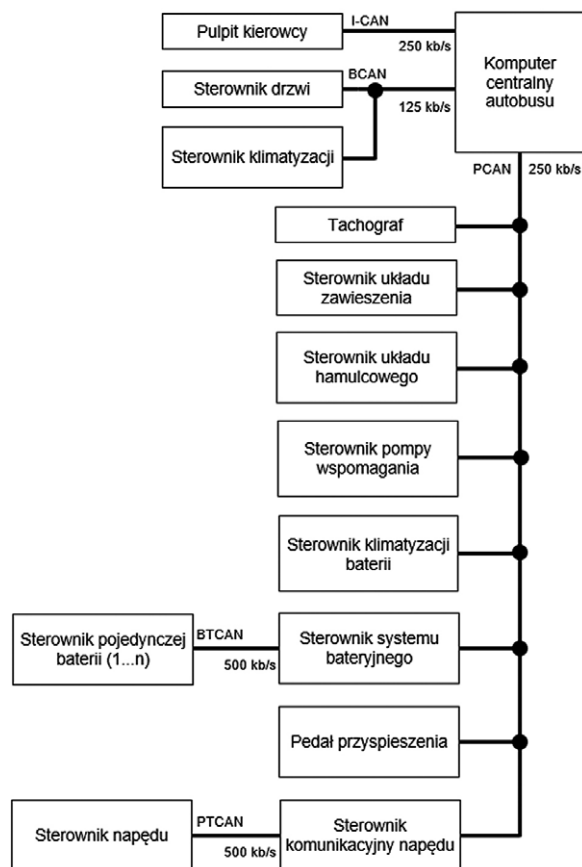 Pulpit kierowcy
I-CAN
250 kb/s
Komputer
centralny
autobusu
Sterownik drzwi
BCAN
125 kb/s
Sterownik klimatyzacji
PCAN
250 kb/s
Tachograf
Sterownik układu
zawieszenia
Sterownik układu
hamulcowego
Sterownik pompy
wspomagania
Sterownik klimatyzacji
baterii
Sterownik pojedynczej
baterii (1...n)
BTCAN
500 kb/s
Sterownik systemu
bateryjnego
Pedał przyspieszenia
Sterownik napędu
PTCAN
500 kb/s
Sterownik
komunikacyjny napędu